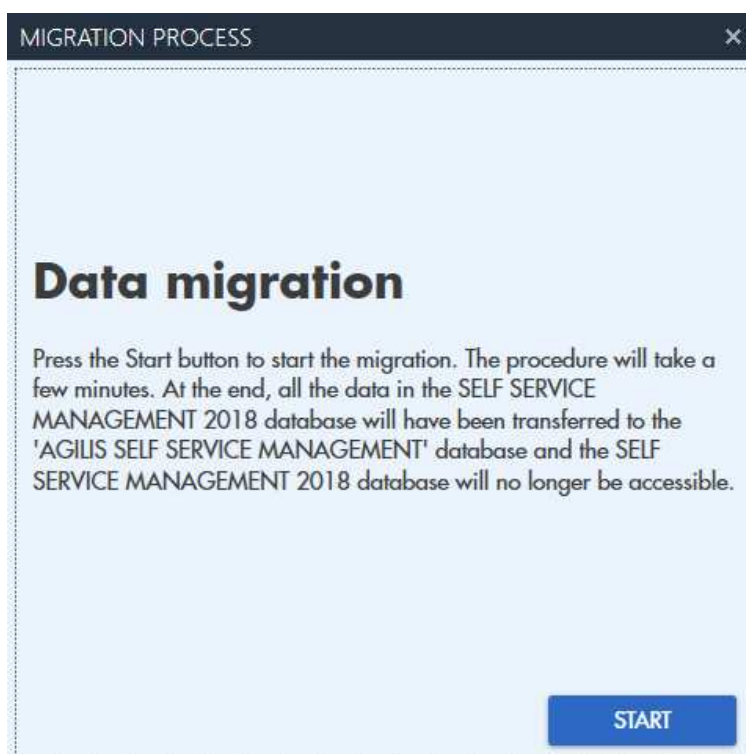 MIGRATION PROCESS
Data migration
Press the Start button to start the migration. The procedure will take a
few minutes. At the end, all the data in the SELF SERVICE
MANAGEMENT 2018 database will have been transferred to the
'AGILIS SELF SERVICE MANAGEMENT' database and the SELF
SERVICE MANAGEMENT 2018 database will no longer be accessible.
START